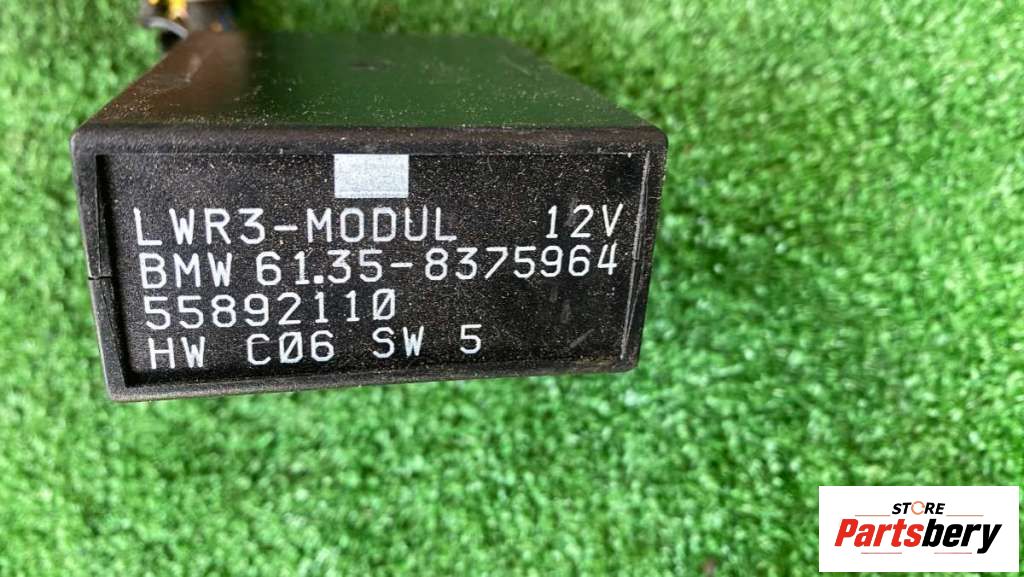 LWR3-MODUL 12V
BMW 61.35-8375964
55892110
HW C06 SW 5
STORE
Partsbery